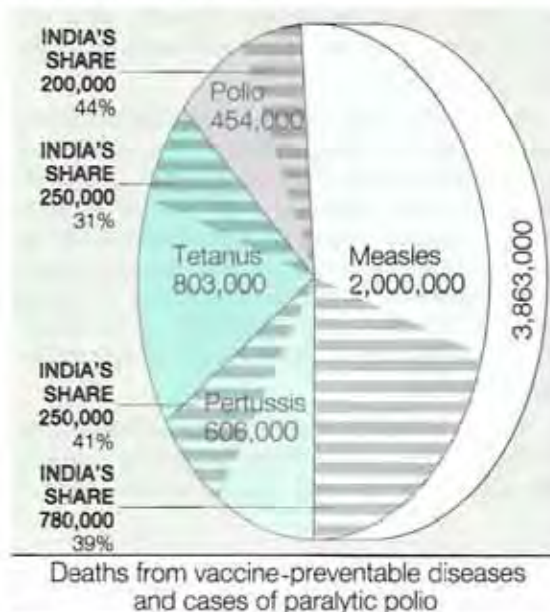 INDIA'S
SHARE
200,000
44%
Polio
454,000
INDIA'S
SHARE
250,000
31%
Tetanus
803,000
Measles
2,000,000
3,863,000
INDIA'S
SHARE
250,000
41%
Pertussis
606,000
INDIA'S
SHARE
780,000
39%
Deaths from vaccine-preventable diseases
and cases of paralytic polio